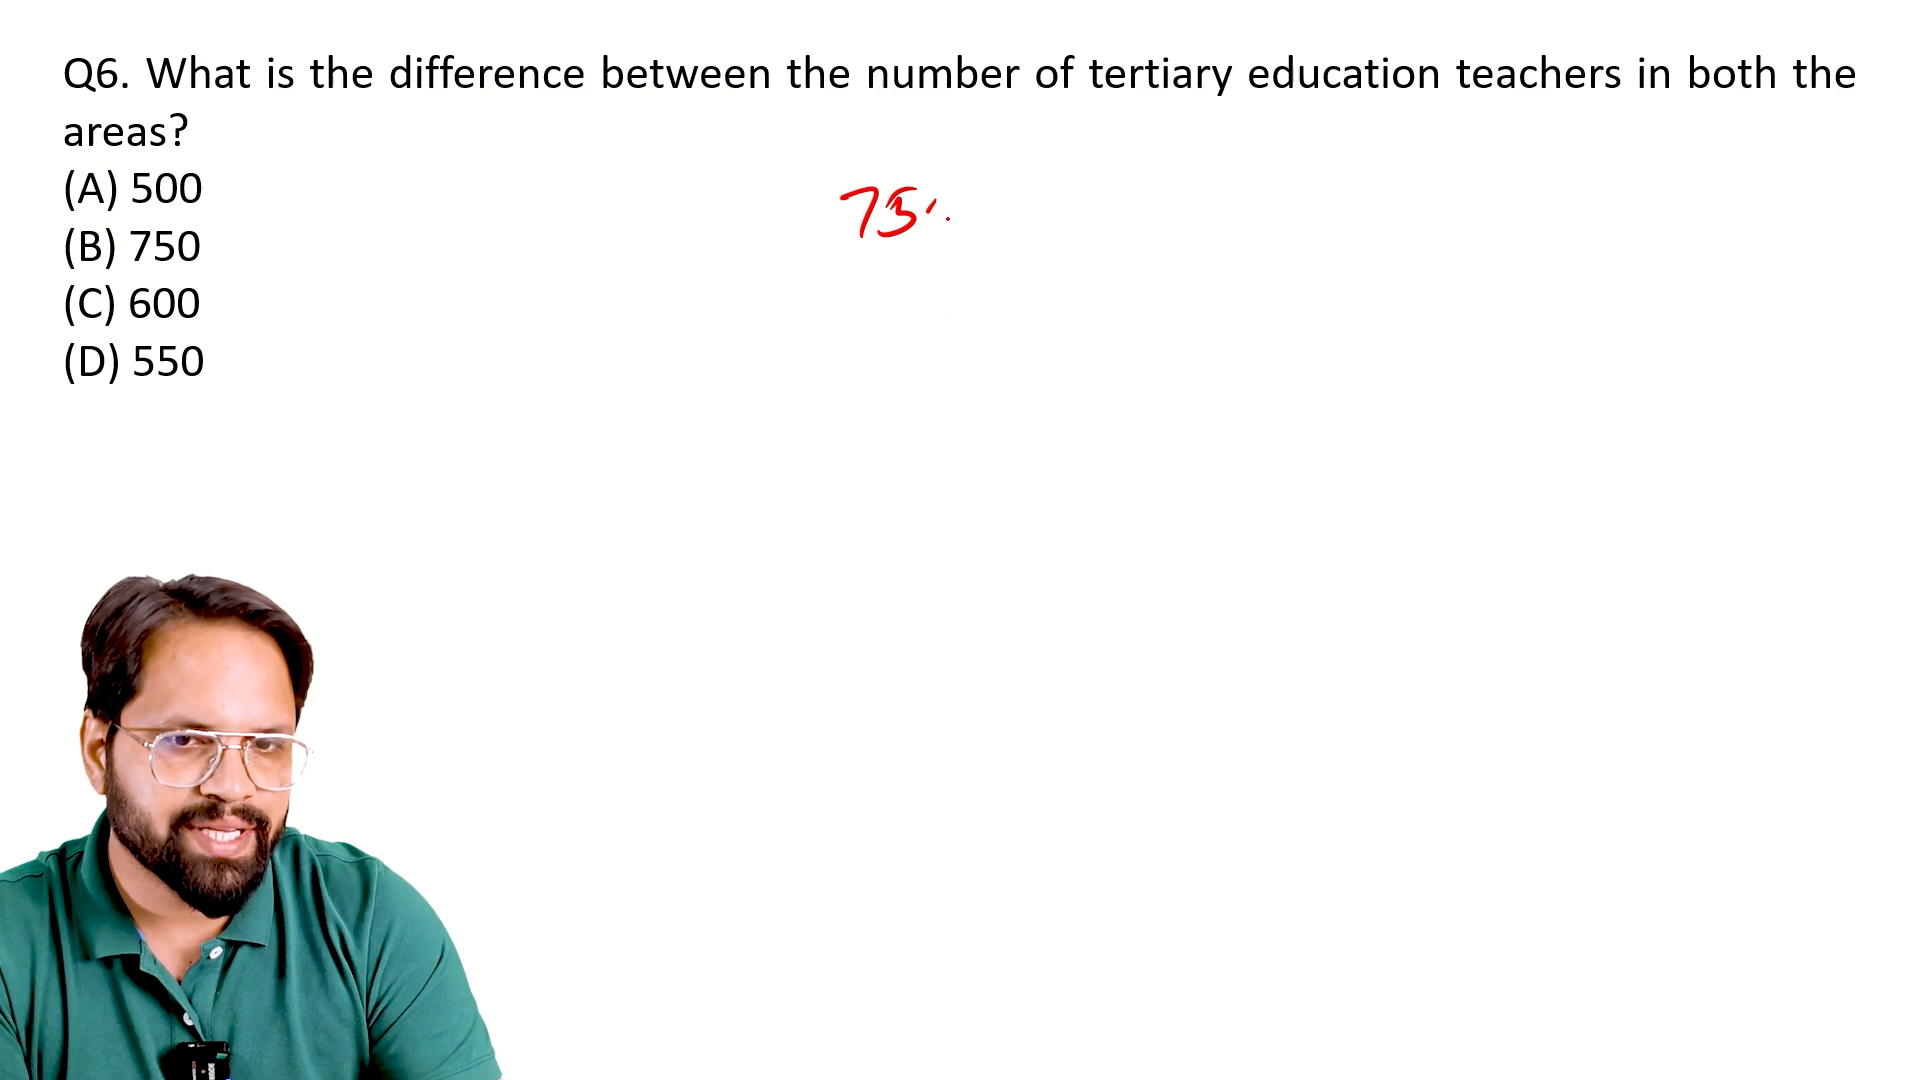 Q6. What is the difference between the number of tertiary education teachers in both the
areas?
(A) 500
(B) 750
(C) 600
(D) 550